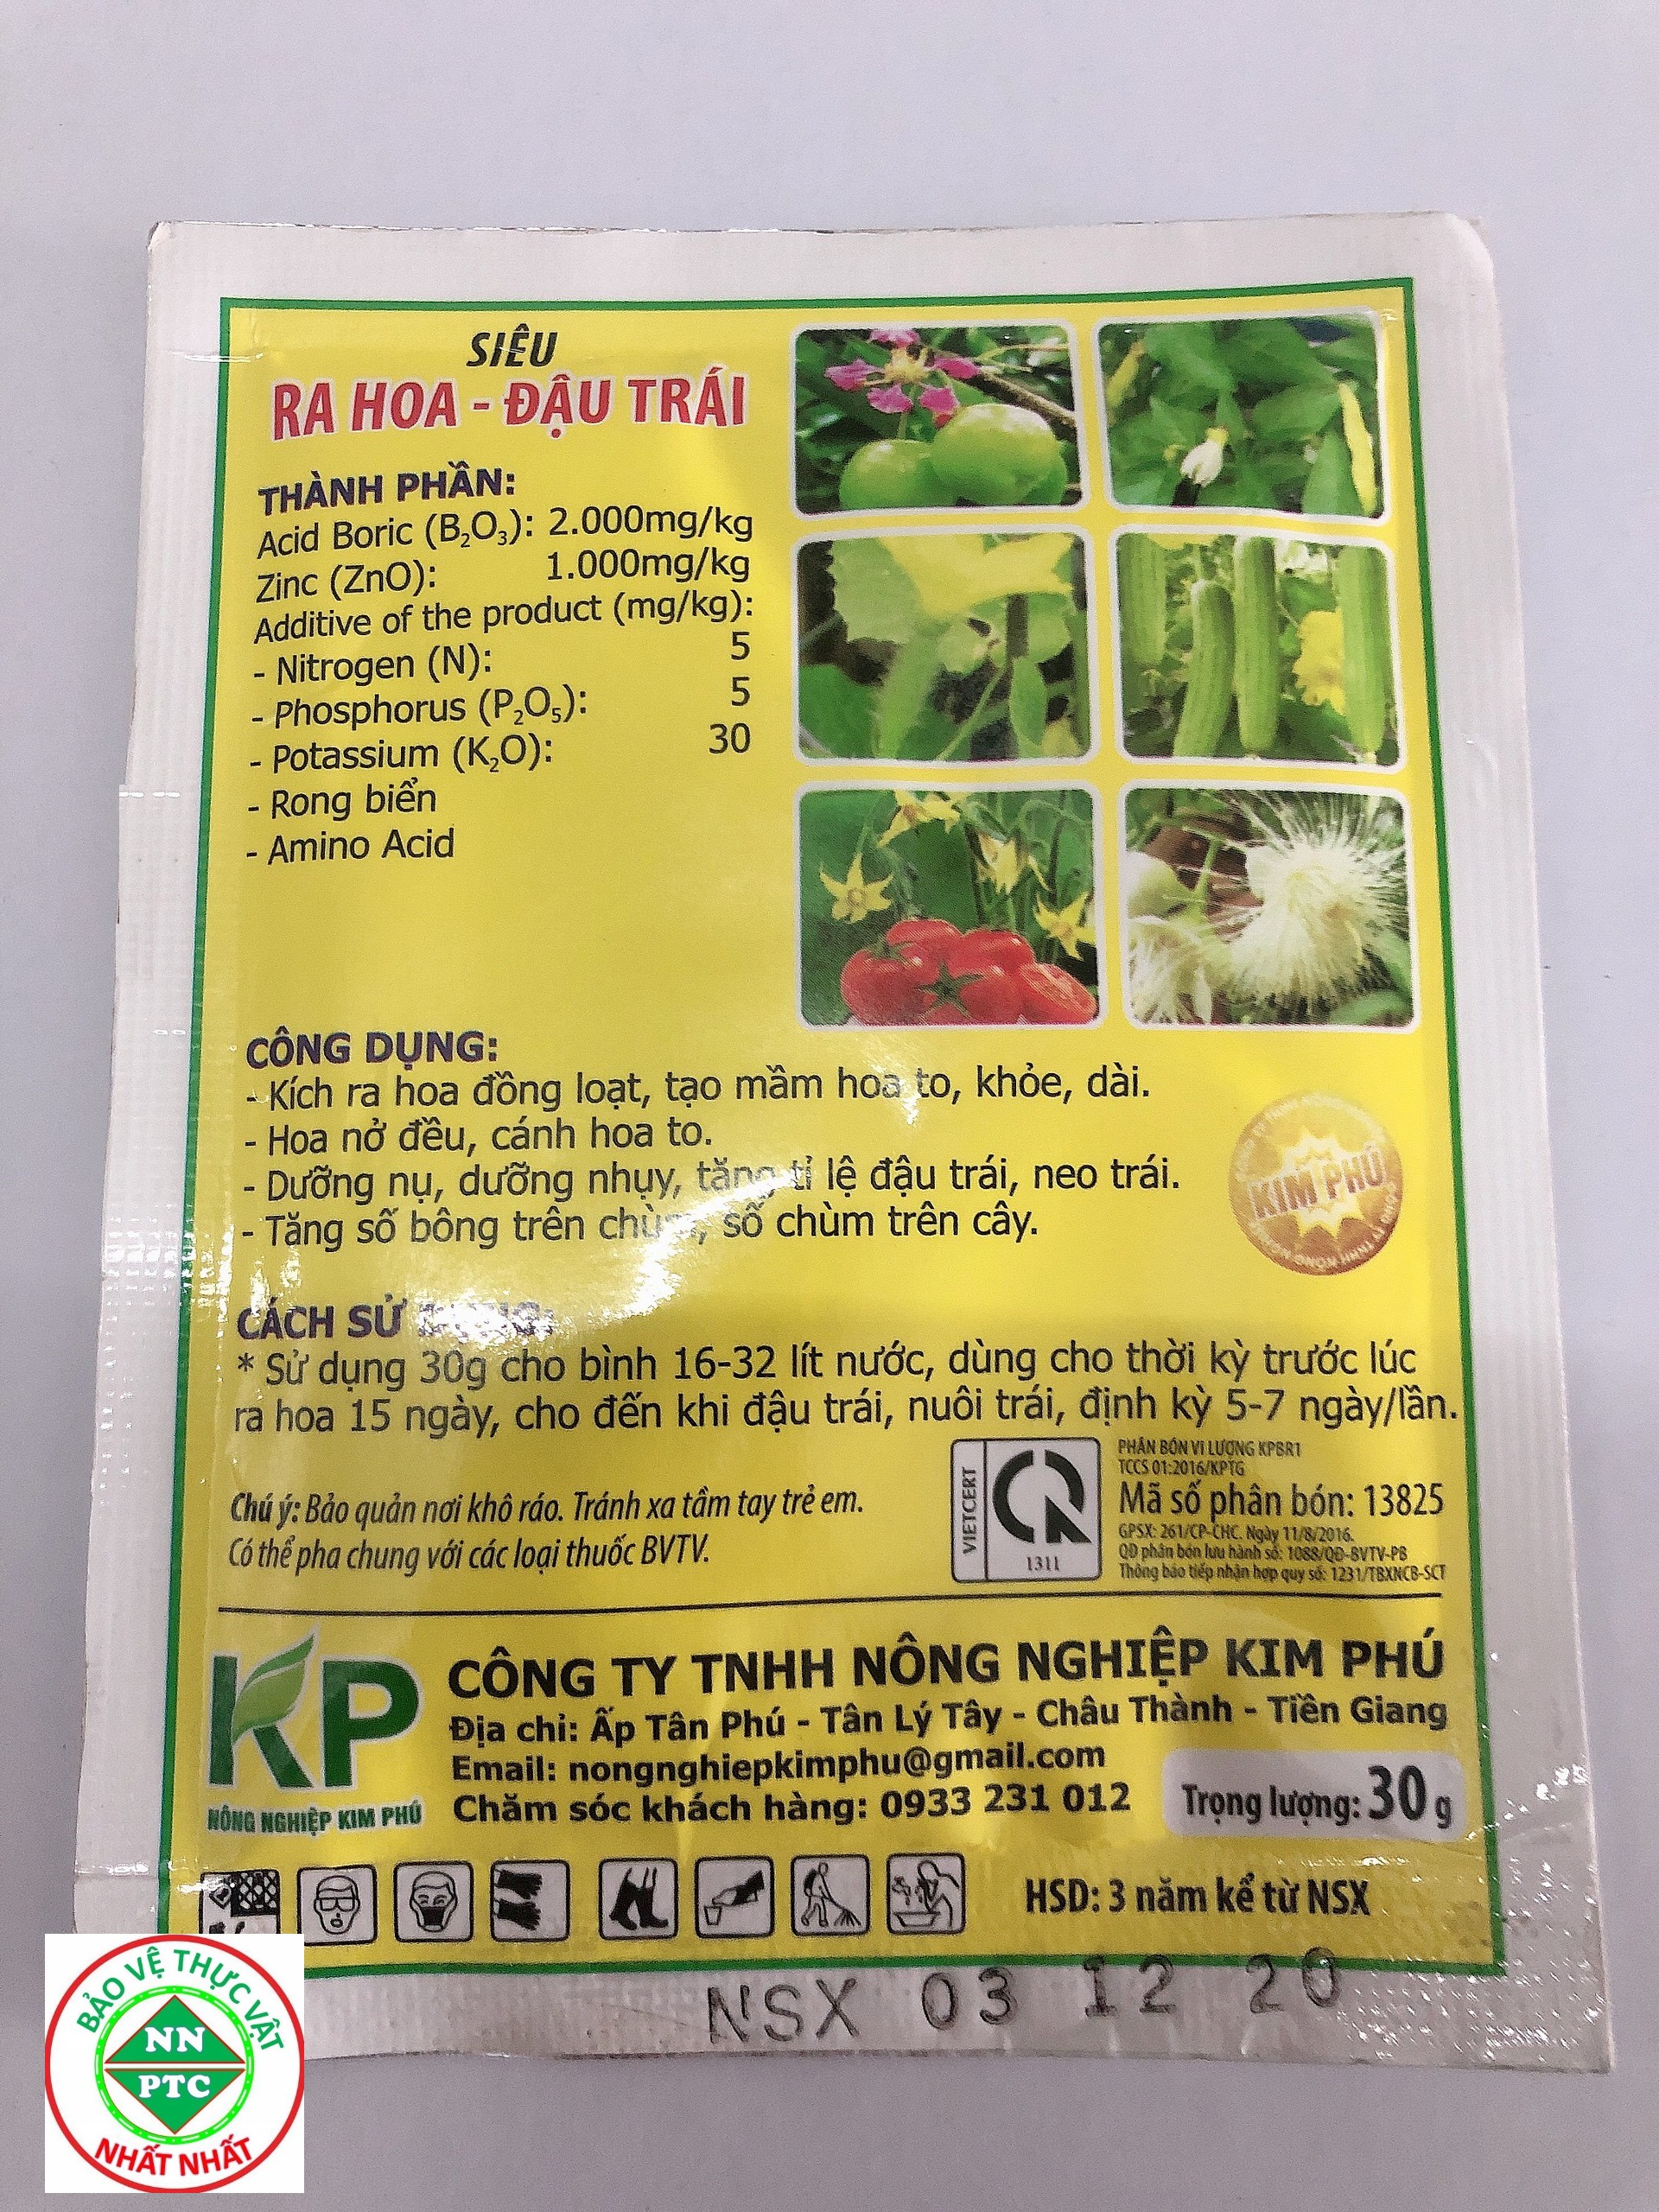 SIÊU
RA HOA - ĐẬU TRÁI
THÀNH PHẦN:
Acid Boric (B₂O₃): 2.000mg/kg
Zinc (ZnO): 1.000mg/kg
Additive of the product (mg/kg):
- Nitrogen (N): 5
- Phosphorus (P₂O₅): 5
- Potassium (K₂O): 30
- Rong biển
- Amino Acid
CÔNG DỤNG:
- Kích ra hoa đồng loạt, tạo mầm hoa to, khỏe, dài.
- Hoa nở đều, cánh hoa to.
- Dưỡng nụ, dưỡng nhụy, tăng tỉ lệ đậu trái, neo trái.
- Tăng số bông trên chùm, số chùm trên cây.
KIM PHÚ
CÁCH SỬ DỤNG:
* Sử dụng 30g cho bình 16-32 lít nước, dùng cho thời kỳ trước lúc
ra hoa 15 ngày, cho đến khi đậu trái, nuôi trái, định kỳ 5-7 ngày/lần.
Chú ý: Bảo quản nơi khô ráo. Tránh xa tầm tay trẻ em.
Có thể pha chung với các loại thuốc BVTV.
VIETCERT
1311
PHÂN BÓN VI LƯỢNG KPBR1
TCCS 01:2016/KPTG
Mã số phân bón: 13825
GPSX: 261/CP-CHC. Ngày 11/8/2016.
QĐ phân bón lưu hành số: 1088/QĐ-BVTV-PB
Thông báo tiếp nhận hợp quy số: 1231/TBXNCB-SCT
KP
NÔNG NGHIỆP KIM PHÚ
CÔNG TY TNHH NÔNG NGHIỆP KIM PHÚ
Địa chỉ: Ấp Tân Phú - Tân Lý Tây - Châu Thành - Tiền Giang
Email: nongnghiepkimphu@gmail.com
Chăm sóc khách hàng: 0933 231 012
Trọng lượng: 30 g
HSD: 3 năm kể từ NSX
NSX 03 12 20
BẢO VỆ THỰC VẬT
NN
PTC
NHẤT NHẤT